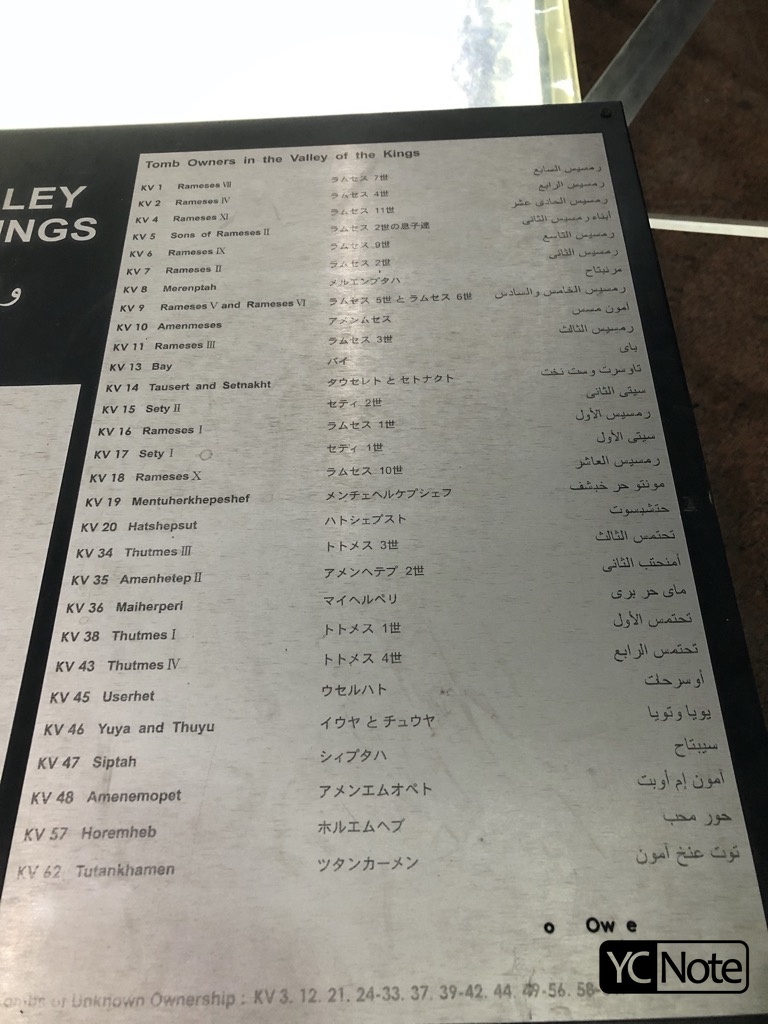 LEY
NGS
و
Tomb Owners in the Valley of the Kings
KV 1 Rameses VII ラムセス 7世 رمسيس السابع
KV 2 Rameses IV ラムセス 4世 رمسيس الرابع
KV 4 Rameses XI ラムセス 11世 رمسيس الحادى عشر
KV 5 Sons of Rameses II ラムセス 2世の息子達 أبناء رمسيس الثانى
KV 6 Rameses IX ラムセス 9世 رمسيس التاسع
KV 7 Rameses II ラムセス 2世 رمسيس الثانى
KV 8 Merenptah メルエンプタハ مرنبتاح
KV 9 Rameses V and Rameses VI ラムセス 5世 と ラムセス 6世 رمسيس الخامس والسادس
KV 10 Amenmeses アメンムセス امون مسس
KV 11 Rameses III ラムセス 3世 رمسيس الثالث
KV 13 Bay バイ باى
KV 14 Tausert and Setnakht タウセレト と セトナクト تاوسرت وست نخت
KV 15 Sety II セティ 2世 سيتى الثانى
KV 16 Rameses I ラムセス 1世 رمسيس الأول
KV 17 Sety I セティ 1世 سيتى الأول
KV 18 Rameses X ラムセス 10世 رمسيس العاشر
KV 19 Mentuherkhepeshef メンチェヘルケプジェフ مونتو حر خبشف
KV 20 Hatshepsut ハトシェプスト حتشبسوت
KV 34 Thutmes III トトメス 3世 تحتمس الثالث
KV 35 Amenhetep II アメンヘテプ 2世 أمنحتب الثانى
KV 36 Maiherperi マイヘルペリ ماى حر برى
KV 38 Thutmes I トトメス 1世 تحتمس الأول
KV 43 Thutmes IV トトメス 4世 تحتمس الرابع
KV 45 Userhet ウセルハト أوسرحات
KV 46 Yuya and Thuyu イウヤ と チュウヤ يويا وتويا
KV 47 Siptah シィプタハ سيبتاح
KV 48 Amenemopet アメンエムオペト آمون إم أوبت
KV 57 Horemheb ホルエムヘブ حور محب
KV 62 Tutankhamen ツタンカーメン توت عنخ آمون
o Ow e
ombs of Unknown Ownership : KV 3. 12. 21. 24-33. 37. 39-42. 44. 49-56. 58-
YC Note